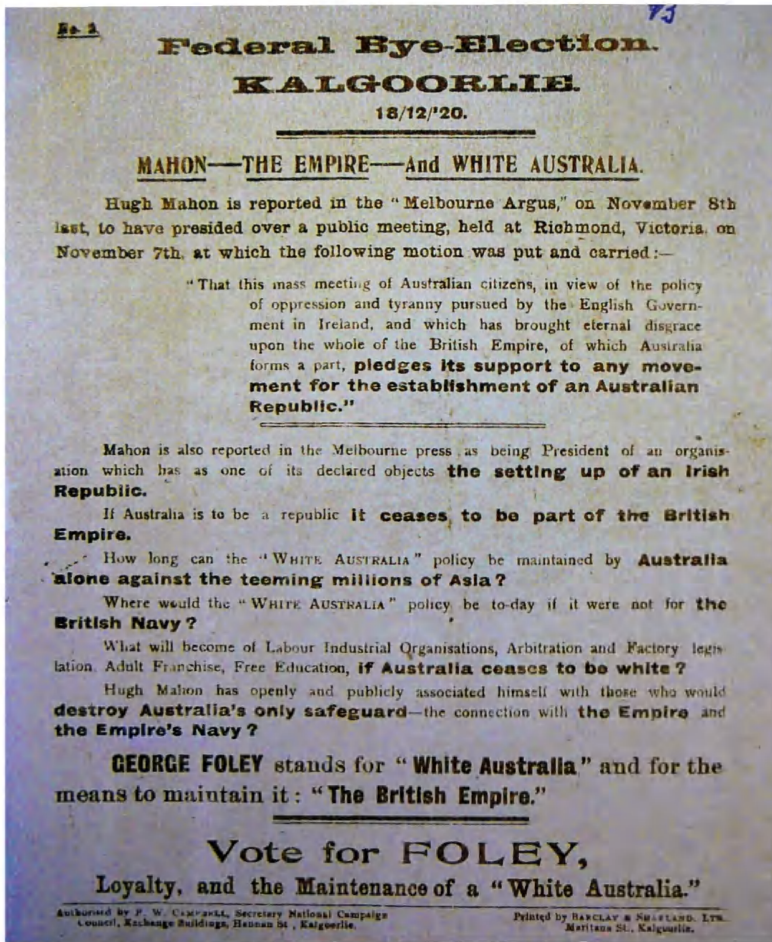 93
No. 2
Federal Bye-Election.
KALGOORLIE.
18/12/'20.
MAHON—THE EMPIRE—And WHITE AUSTRALIA.
Hugh Mahon is reported in the "Melbourne Argus," on November 8th
last, to have presided over a public meeting, held at Richmond, Victoria, on
November 7th, at which the following motion was put and carried:—
"That this mass meeting of Australian citizens, in view of the policy
of oppression and tyranny pursued by the English Govern-
ment in Ireland, and which has brought eternal disgrace
upon the whole of the British Empire, of which Australia
forms a part, pledges its support to any move-
ment for the establishment of an Australian
Republic."
Mahon is also reported in the Melbourne press as being President of an organis-
ation which has as one of its declared objects the setting up of an Irish
Republic.
If Australia is to be a republic it ceases to be part of the British
Empire.
How long can the "WHITE AUSTRALIA" policy be maintained by Australia
alone against the teeming millions of Asia?
Where would the "WHITE AUSTRALIA" policy be to-day if it were not for the
British Navy?
What will become of Labour Industrial Organisations, Arbitration and Factory legis
lation, Adult Franchise, Free Education, if Australia ceases to be white?
Hugh Mahon has openly and publicly associated himself with those who would
destroy Australia's only safeguard—the connection with the Empire and
the Empire's Navy?
GEORGE FOLEY stands for "White Australia" and for the
means to maintain it: "The British Empire."
Vote for FOLEY,
Loyalty, and the Maintenance of a "White Australia."
Authorised by P. W. CAMPBELL, Secretary National Campaign
Council, Exchange Buildings, Hannan St., Kalgoorlie.
Printed by BARCLAY & SHARLAND, LTD.
Maritana St., Kalgoorlie.